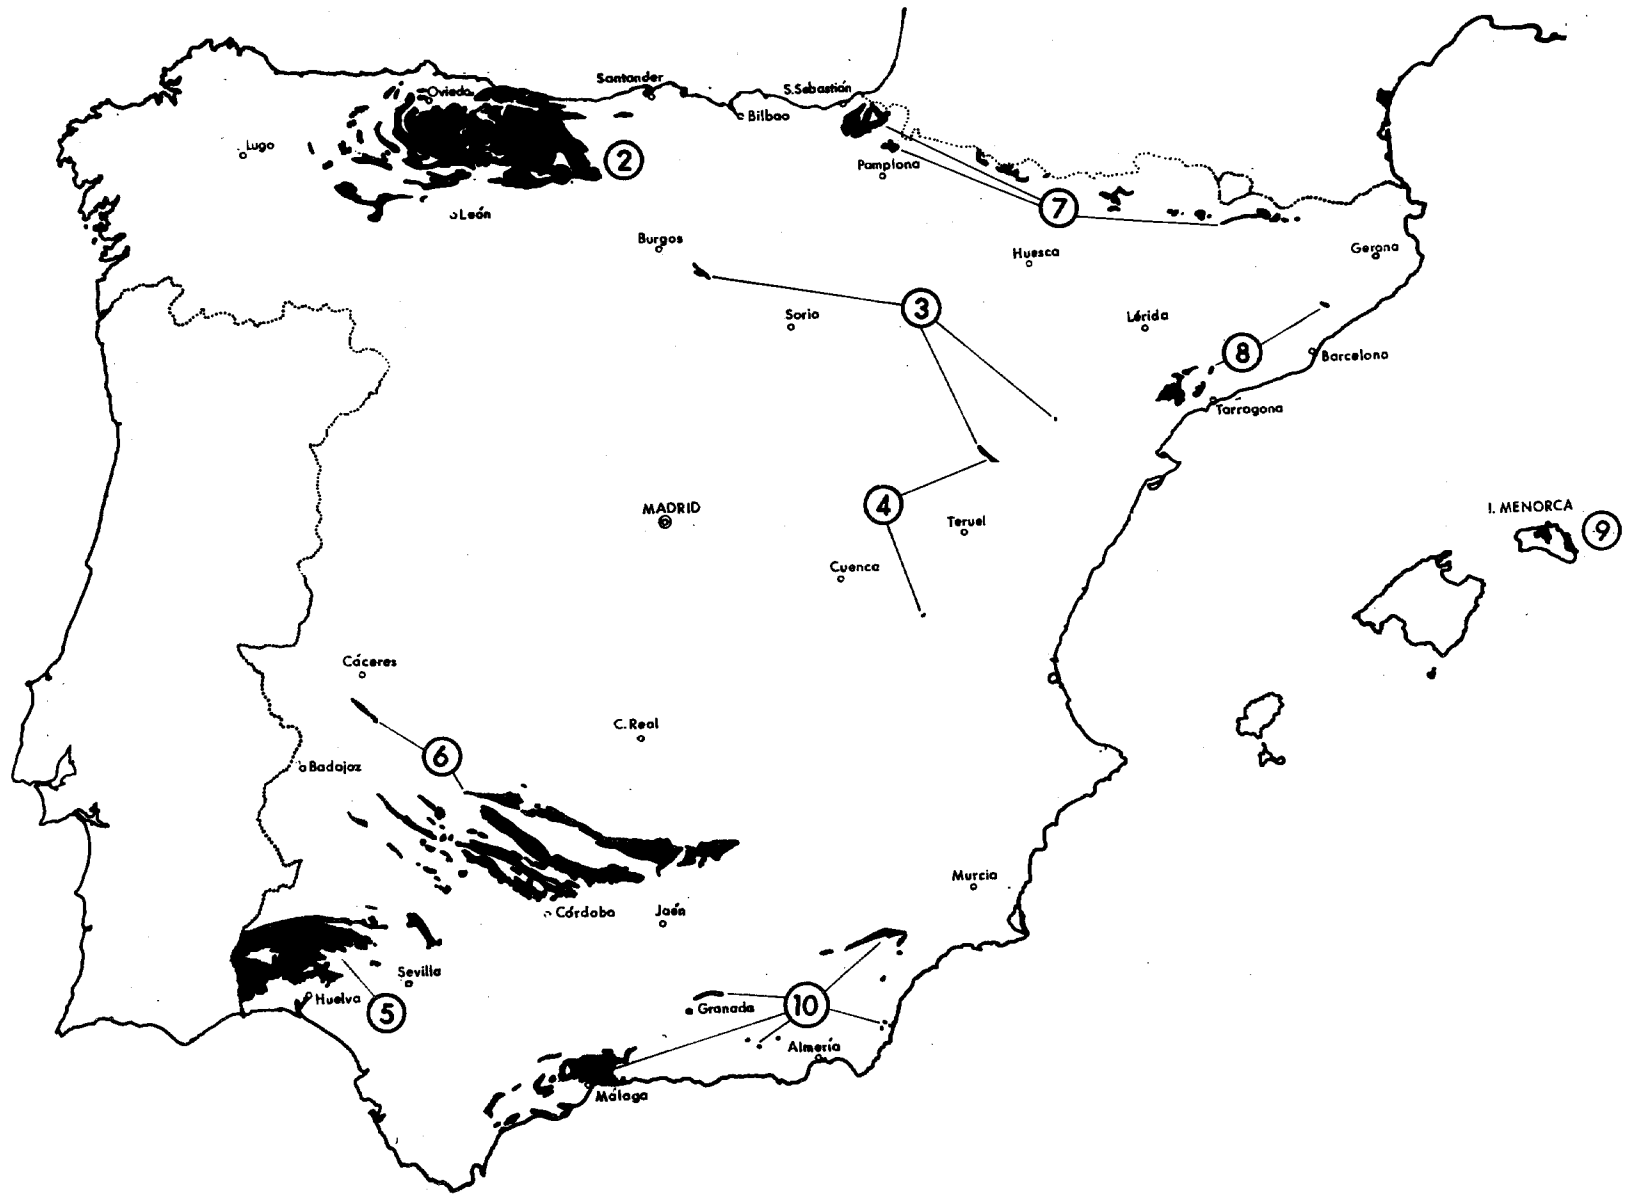 Santander
S.Sebastián
Oviedo
Bilbao
Lugo
2
Pamplona
León
7
Burgos
Huesca
Gerona
3
Soria
Lérida
8
Barcelona
Tarragona
4
MADRID
Teruel
I. MENORCA
9
Cuenca
Cáceres
C.Real
6
Badajoz
Murcia
Córdoba
Jaén
Sevilla
Huelva
5
Granada
10
Almería
Málaga